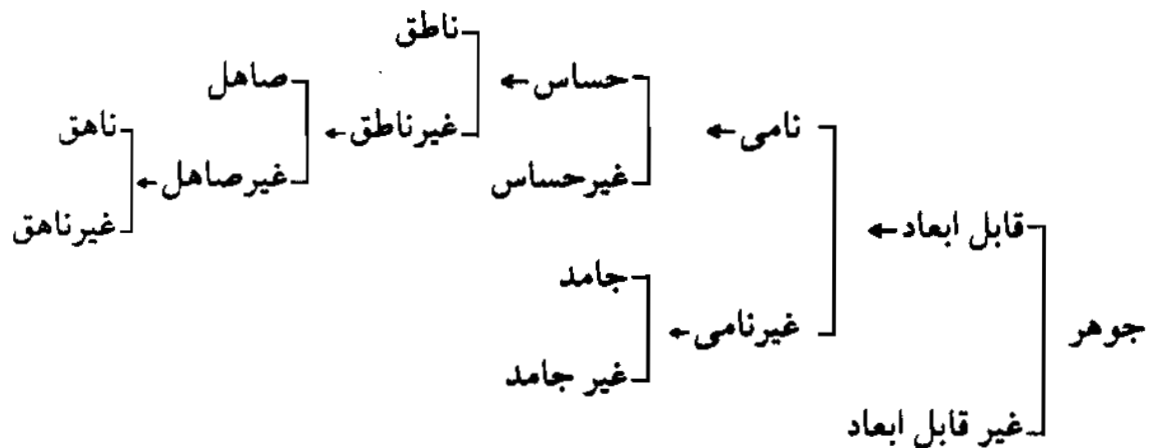 جوهر
قابل ابعاد
غیر قابل ابعاد
نامی
غیرنامی
حساس
غیرحساس
جامد
غیر جامد
ناطق
غیرناطق
صاهل
غیرصاهل
ناهق
غیرناهق